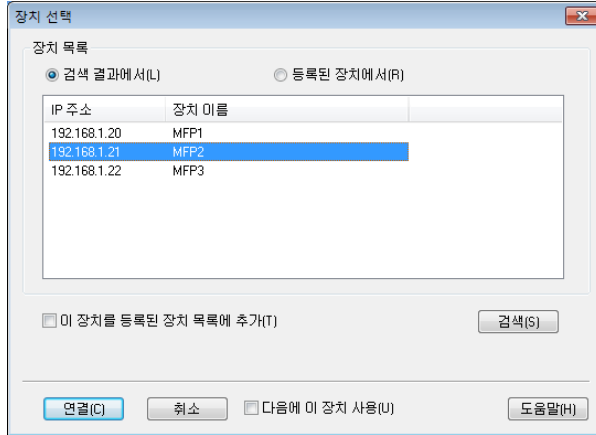 장치 선택
장치 목록
검색 결과에서(L) 등록된 장치에서(R)
IP 주소 장치 이름
192.168.1.20 MFP1
192.168.1.21 MFP2
192.168.1.22 MFP3
이 장치를 등록된 장치 목록에 추가(T) 검색(S)
연결(C) 취소 다음에 이 장치 사용(U) 도움말(H)